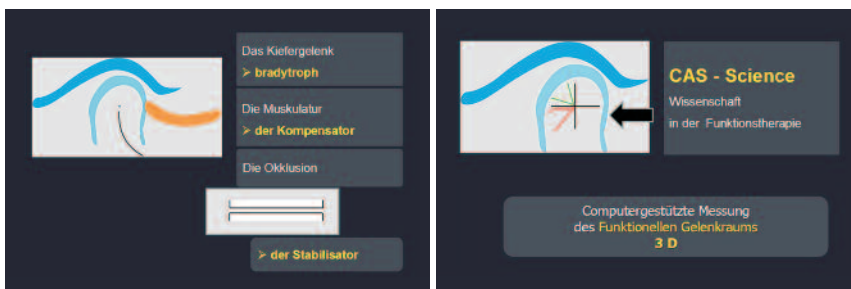 Das Kiefergelenk
➢ bradytroph
Die Muskulatur
➢ der Kompensator
Die Okklusion
➢ der Stabilisator
CAS - Science
Wissenschaft
in der Funktionstherapie
Computergestützte Messung
des Funktionellen Gelenkraums
3 D